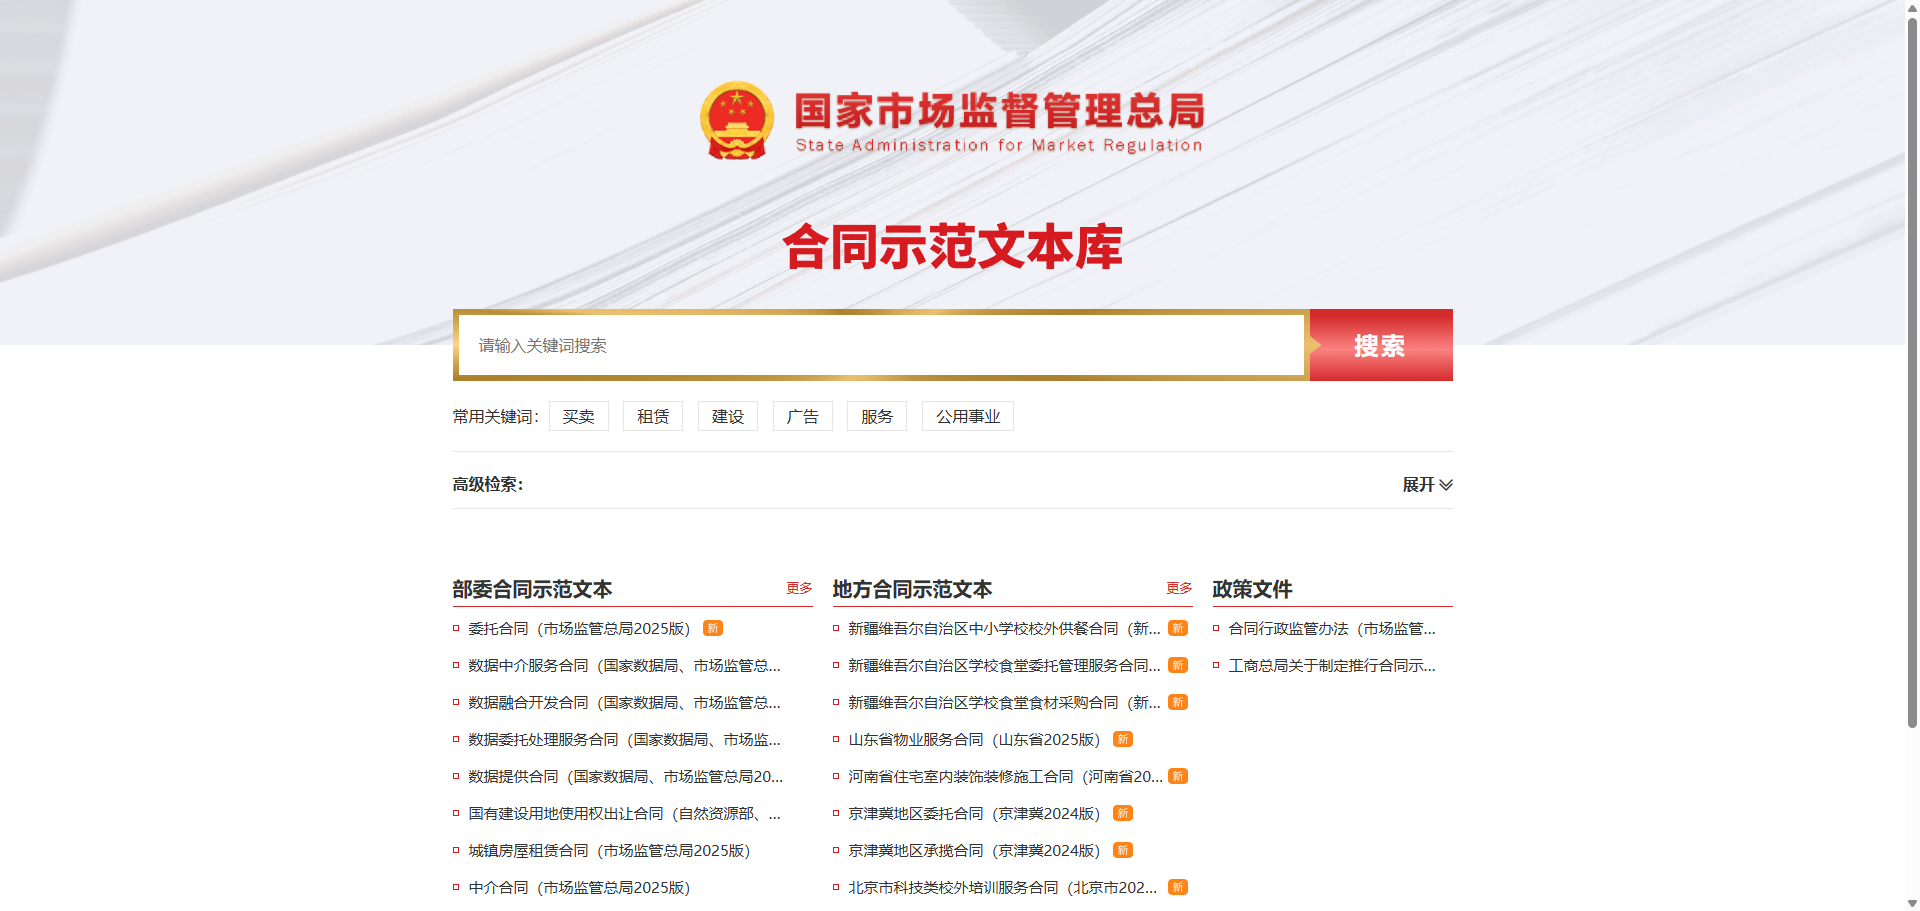 国家市场监督管理总局
State Administration for Market Regulation
合同示范文本库
请输入关键词搜索
搜索
常用关键词：
买卖
租赁
建设
广告
服务
公用事业
高级检索：
展开
部委合同示范文本
更多
委托合同（市场监管总局2025版）
新
数据中介服务合同（国家数据局、市场监管总...
数据融合开发合同（国家数据局、市场监管总...
数据委托处理服务合同（国家数据局、市场监...
数据提供合同（国家数据局、市场监管总局20...
国有建设用地使用权出让合同（自然资源部、...
城镇房屋租赁合同（市场监管总局2025版）
中介合同（市场监管总局2025版）
地方合同示范文本
更多
新疆维吾尔自治区中小学校校外供餐合同（新...
新
新疆维吾尔自治区学校食堂委托管理服务合同...
新
新疆维吾尔自治区学校食堂食材采购合同（新...
新
山东省物业服务合同（山东省2025版）
新
河南省住宅室内装饰装修施工合同（河南省20...
新
京津冀地区委托合同（京津冀2024版）
新
京津冀地区承揽合同（京津冀2024版）
新
北京市科技类校外培训服务合同（北京市202...
新
政策文件
合同行政监管办法（市场监管...
工商总局关于制定推行合同示...